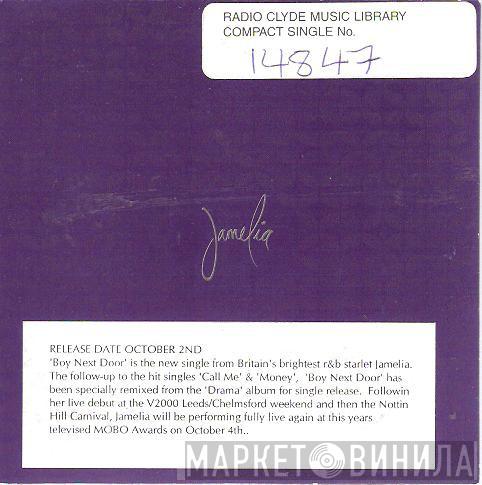 RADIO CLYDE MUSIC LIBRARY
COMPACT SINGLE No.
14847
Jamelia
RELEASE DATE OCTOBER 2ND
'Boy Next Door' is the new single from Britain's brightest r&b starlet Jamelia.
The follow-up to the hit singles 'Call Me' & 'Money', 'Boy Next Door' has
been specially remixed from the 'Drama' album for single release. Followin
her live debut at the V2000 Leeds/Chelmsford weekend and then the Nottin
Hill Carnival, Jamelia will be performing fully live again at this years
televised MOBO Awards on October 4th..
МАРКЕТ ВИНИЛА